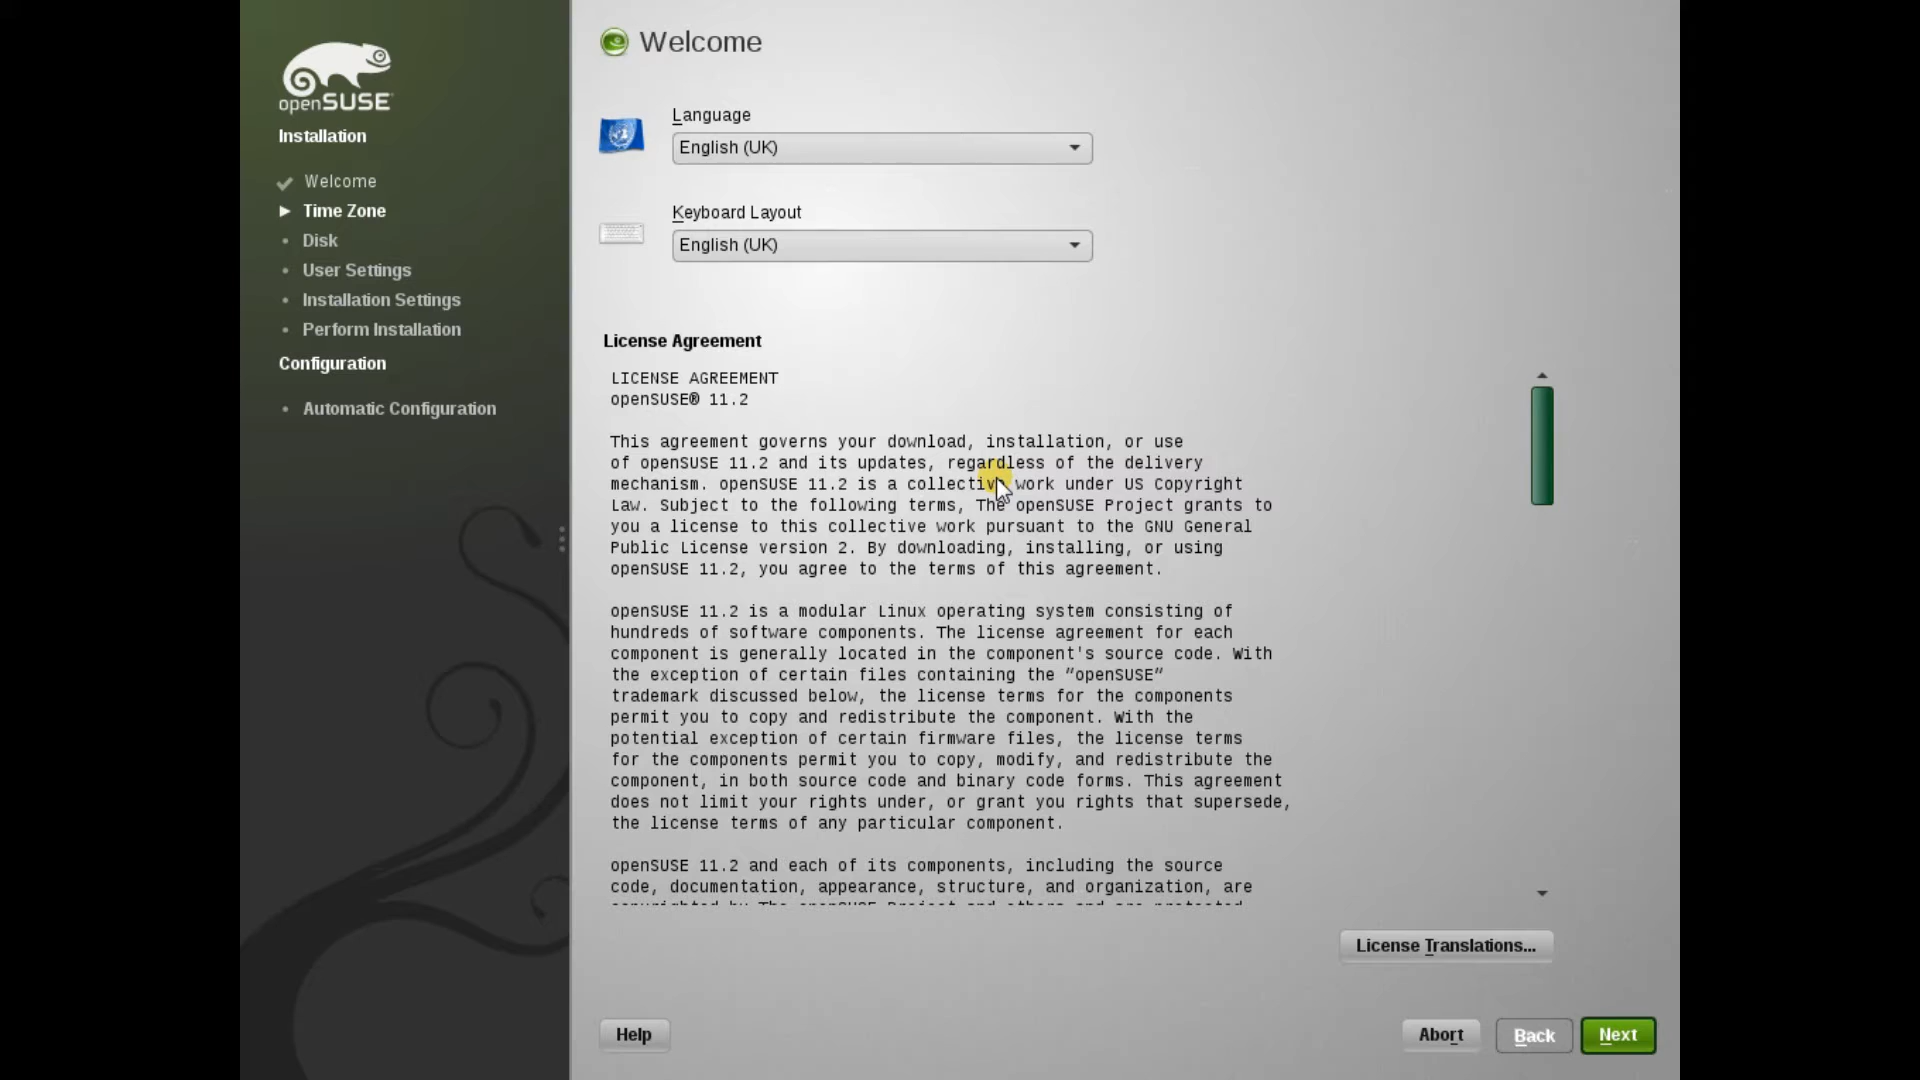 openSUSE
Installation
Welcome
Time Zone
Disk
User Settings
Installation Settings
Perform Installation
Configuration
Automatic Configuration
Welcome
Language
English (UK)
Keyboard Layout
English (UK)
License Agreement
LICENSE AGREEMENT
openSUSE® 11.2
This agreement governs your download, installation, or use
of openSUSE 11.2 and its updates, regardless of the delivery
mechanism. openSUSE 11.2 is a collective work under US Copyright
Law. Subject to the following terms, The openSUSE Project grants to
you a license to this collective work pursuant to the GNU General
Public License version 2. By downloading, installing, or using
openSUSE 11.2, you agree to the terms of this agreement.
openSUSE 11.2 is a modular Linux operating system consisting of
hundreds of software components. The license agreement for each
component is generally located in the component's source code. With
the exception of certain files containing the “openSUSE”
trademark discussed below, the license terms for the components
permit you to copy and redistribute the component. With the
potential exception of certain firmware files, the license terms
for the components permit you to copy, modify, and redistribute the
component, in both source code and binary code forms. This agreement
does not limit your rights under, or grant you rights that supersede,
the license terms of any particular component.
openSUSE 11.2 and each of its components, including the source
code, documentation, appearance, structure, and organization, are
copyrighted by The openSUSE Project and others and are protected
License Translations...
Help
Abort
Back
Next